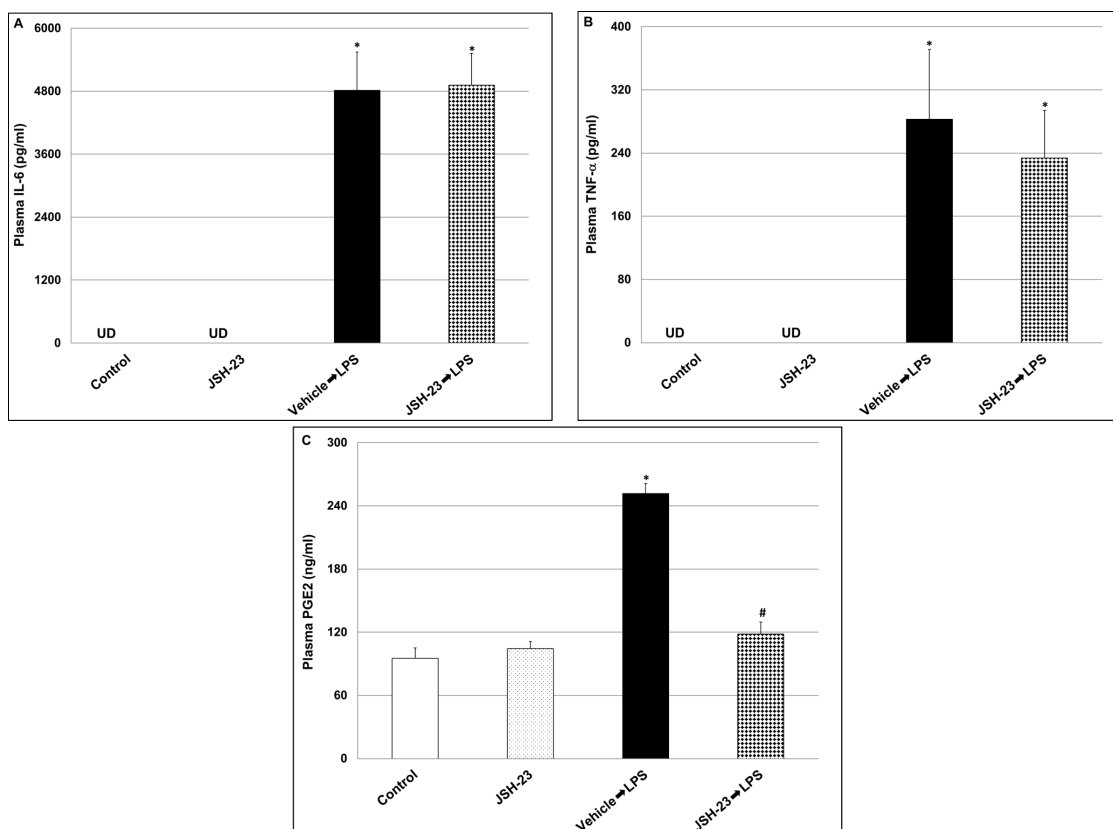 A
Plasma IL-6 (pg/ml)
6000
4800
3600
2400
1200
0
*
*
UD
UD
Control
JSH-23
Vehicle➡LPS
JSH-23➡LPS
B
Plasma TNF-α (pg/ml)
400
320
240
160
80
0
*
*
UD
UD
Control
JSH-23
Vehicle➡LPS
JSH-23➡LPS
C
Plasma PGE2 (ng/ml)
300
240
180
120
60
0
*
#
Control
JSH-23
Vehicle➡LPS
JSH-23➡LPS